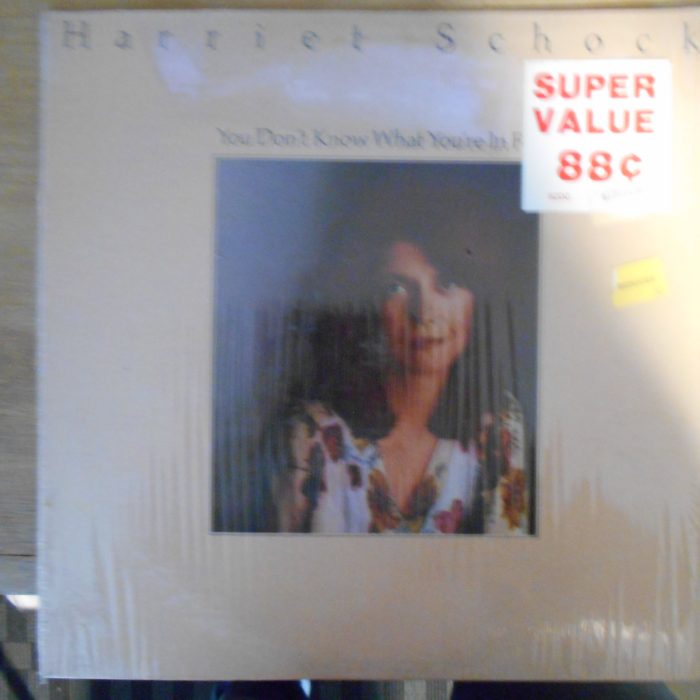 Harriet Schock
You Don't Know What You're In
SUPER
VALUE
88¢